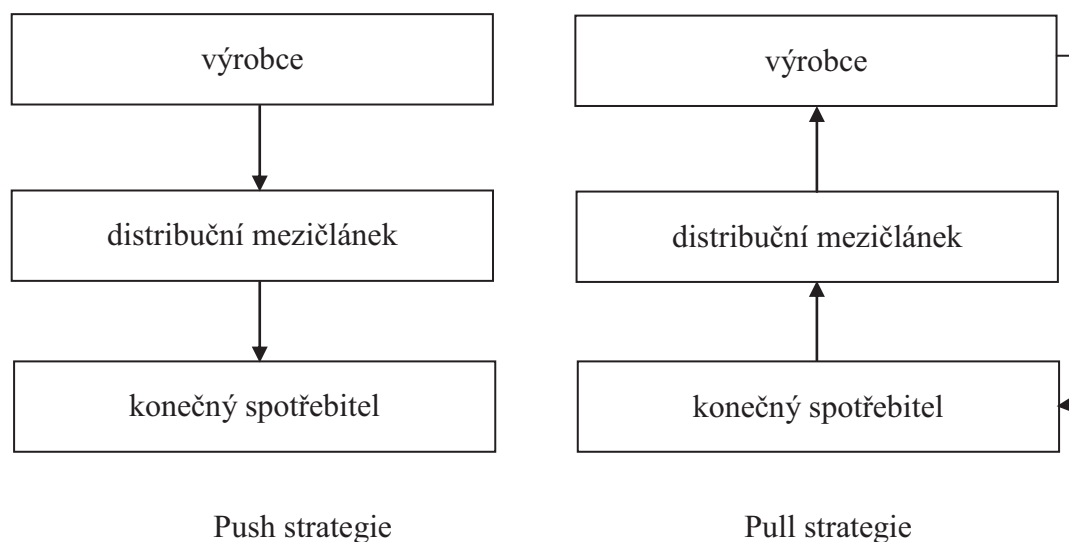 výrobce
distribuční mezičlánek
konečný spotřebitel
Push strategie
výrobce
distribuční mezičlánek
konečný spotřebitel
Pull strategie